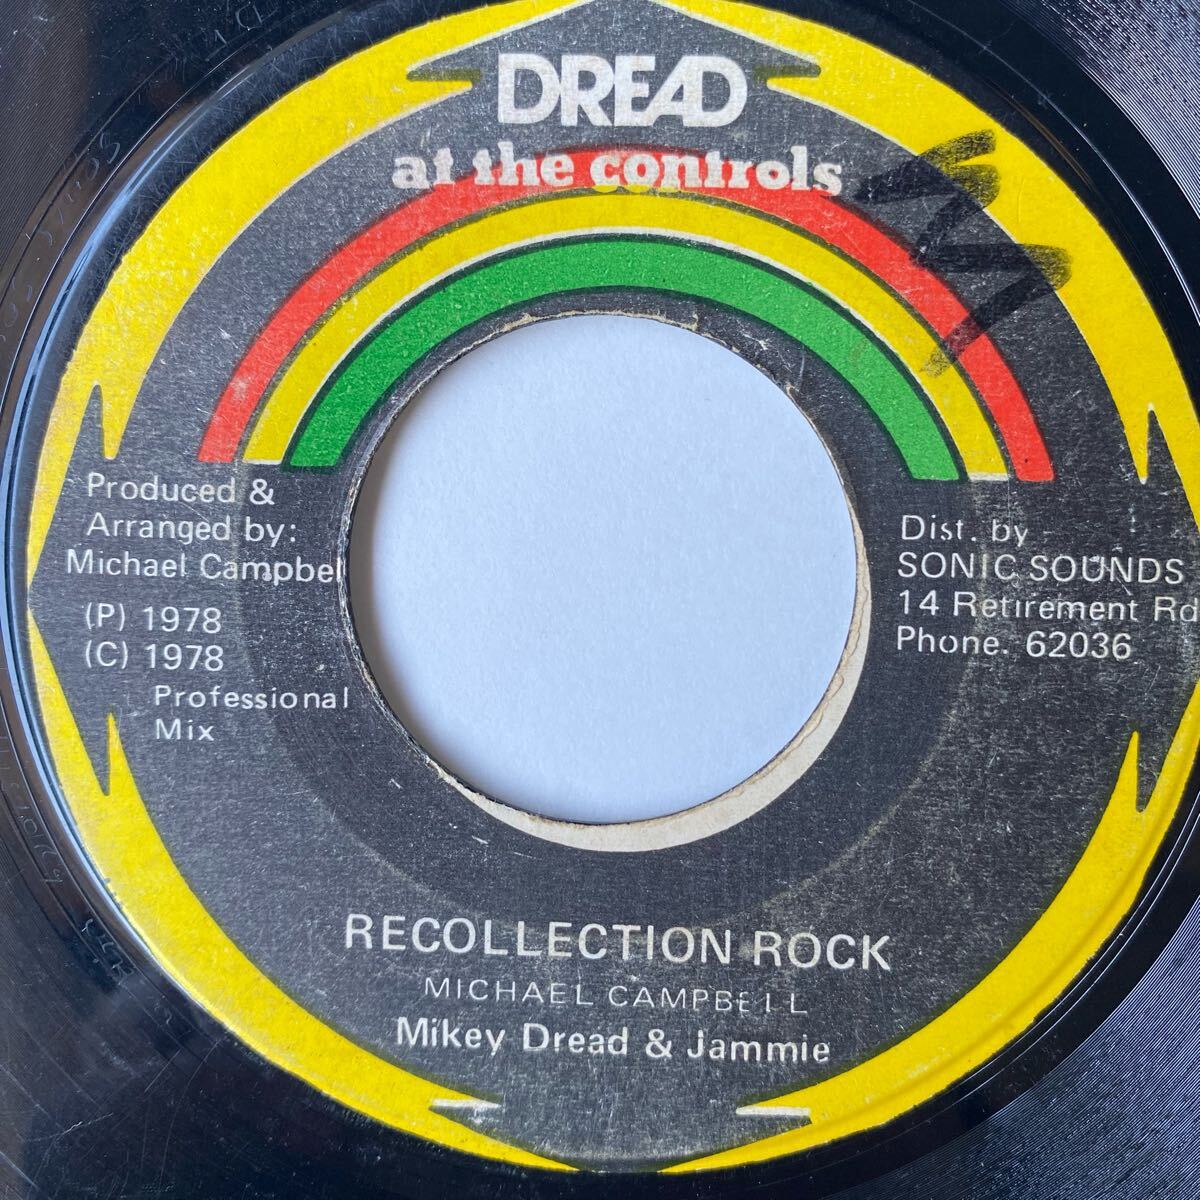 DREAD
at the controls
Produced &
Arranged by:
Michael Campbel
(P) 1978
(C) 1978
Professional
Mix
Dist. by
SONIC SOUNDS
14 Retirement Rd
Phone. 62036
RECOLLECTION ROCK
MICHAEL CAMPBELL
Mikey Dread & Jammie